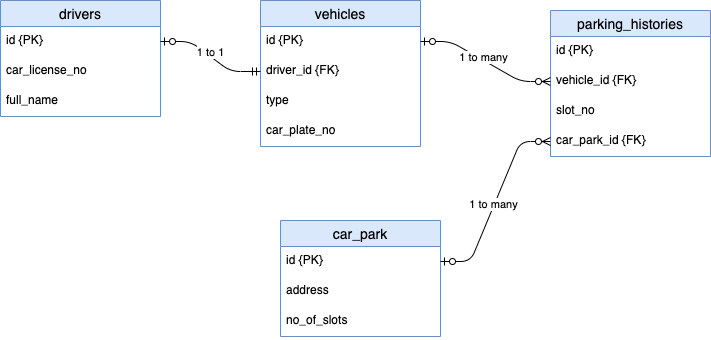 drivers
id {PK}
car_license_no
full_name
1 to 1
vehicles
id {PK}
driver_id {FK}
type
car_plate_no
1 to many
parking_histories
id {PK}
vehicle_id {FK}
slot_no
car_park_id {FK}
1 to many
car_park
id {PK}
address
no_of_slots